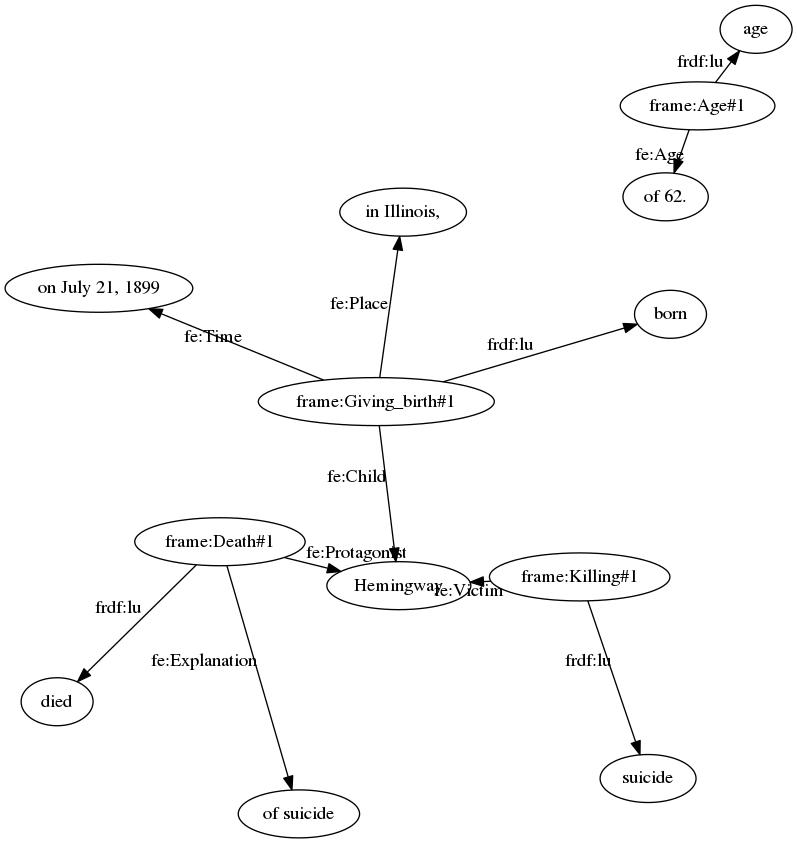 age
frdf:lu
frame:Age#1
fe:Age
of 62.
in Illinois,
on July 21, 1899
fe:Place
born
fe:Time
frdf:lu
frame:Giving_birth#1
fe:Child
frame:Death#1
fe:Protagonist
frame:Killing#1
Hemingway
fe:Victim
frdf:lu
fe:Explanation
frdf:lu
died
suicide
of suicide